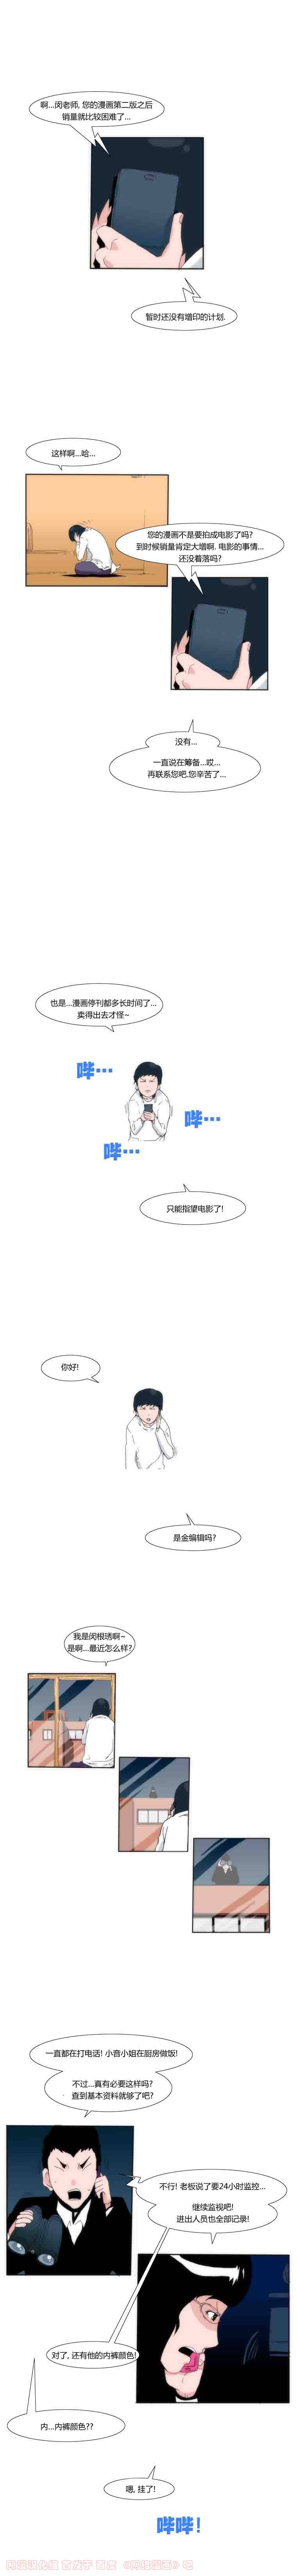 啊...闵老师, 您的漫画第二版之后
销量就比较困难了...
暂时还没有增印的计划.
这样啊...哈...
您的漫画不是要拍成电影了吗?
到时候销量肯定大增啊. 电影的事情...
还没着落吗?
没有...
一直说在筹备...哎...
再联系您吧.您辛苦了...
也是...漫画停刊都多长时间了...
卖得出去才怪~
哔...
哔...
哔...
只能指望电影了!
你好!
是金编辑吗?
我是闵根琇啊~
是啊...最近怎么样?
一直都在打电话! 小音小姐在厨房做饭!
不过...真有必要这样吗?
查到基本资料就够了吧?
不行! 老板说了要24小时监控...
继续监视吧!
进出人员也全部记录!
对了, 还有他的内裤颜色!
内...内裤颜色??
嗯, 挂了!
哔哔!